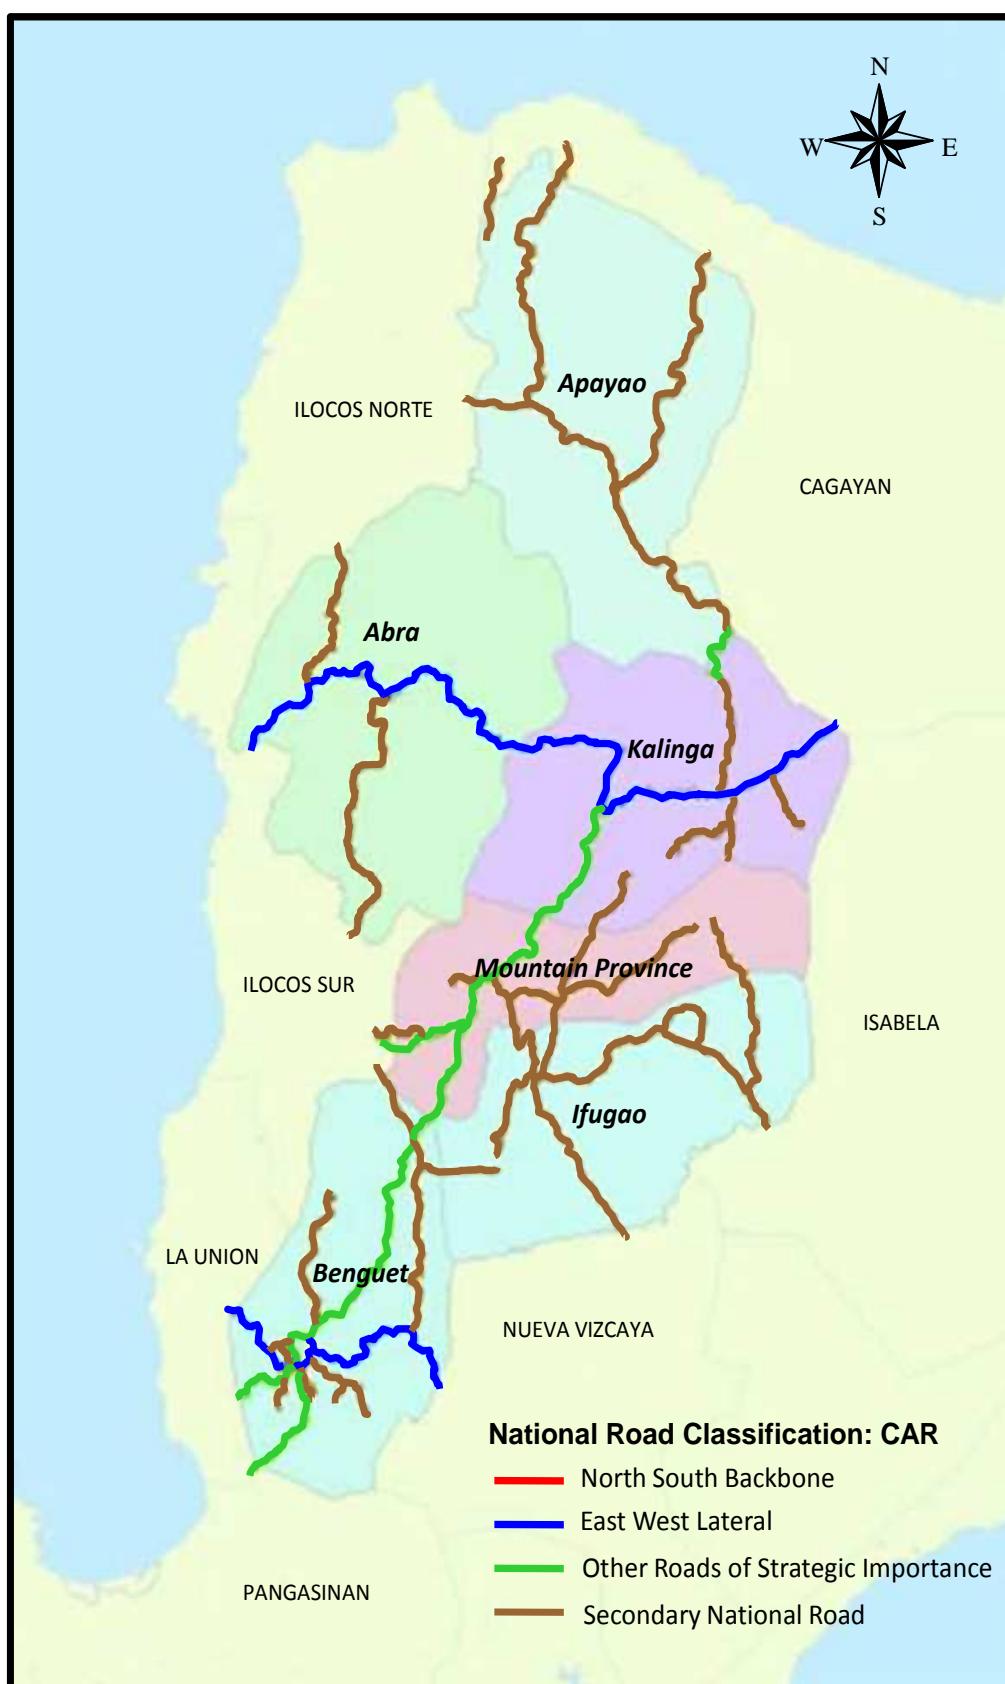 N
W
E
S
Apayao
ILOCOS NORTE
CAGAYAN
Abra
Kalinga
Mountain Province
ILOCOS SUR
ISABELA
Ifugao
LA UNION
Benguet
NUEVA VIZCAYA
National Road Classification: CAR
North South Backbone
East West Lateral
Other Roads of Strategic Importance
Secondary National Road
PANGASINAN